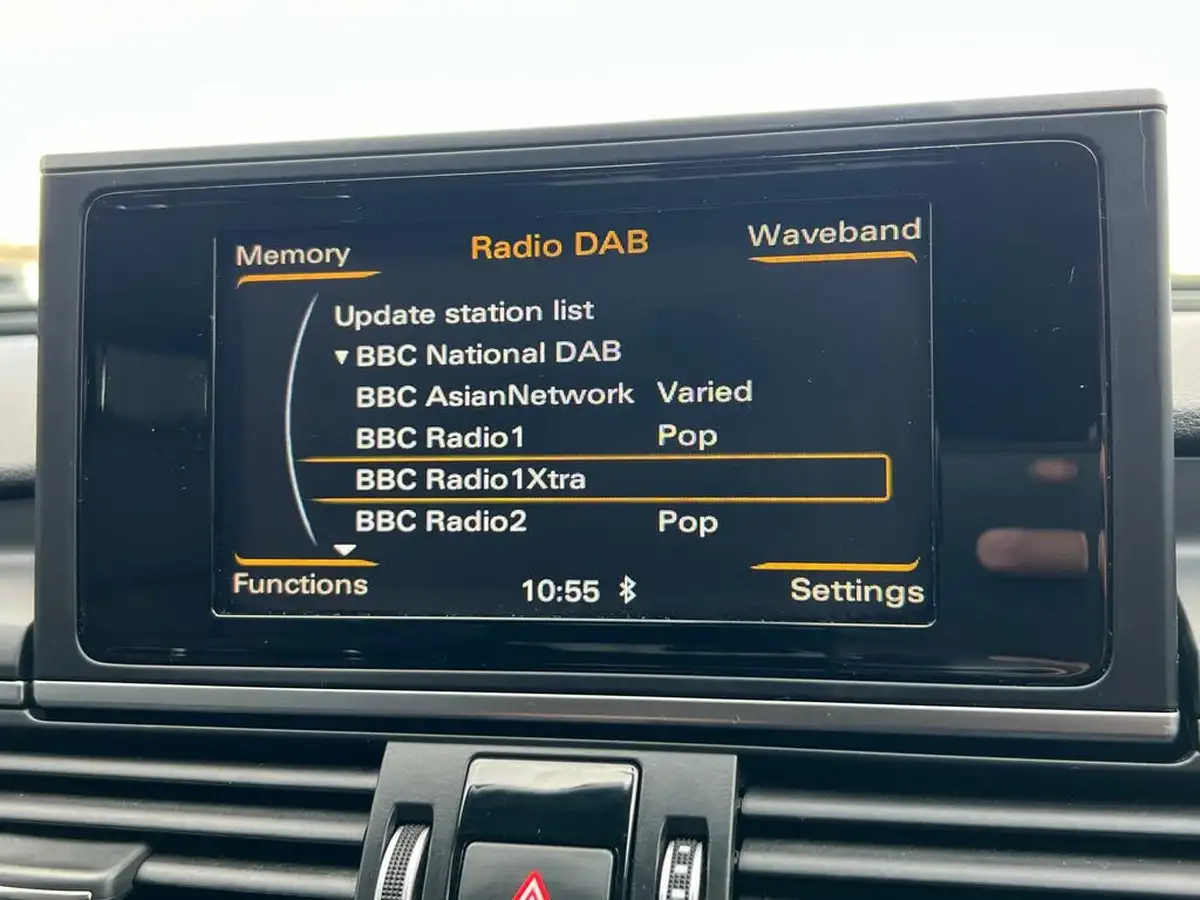 Memory Radio DAB Waveband
Update station list
▼ BBC National DAB
BBC AsianNetwork Varied
BBC Radio1 Pop
BBC Radio1Xtra
BBC Radio2 Pop
Functions 10:55 Settings